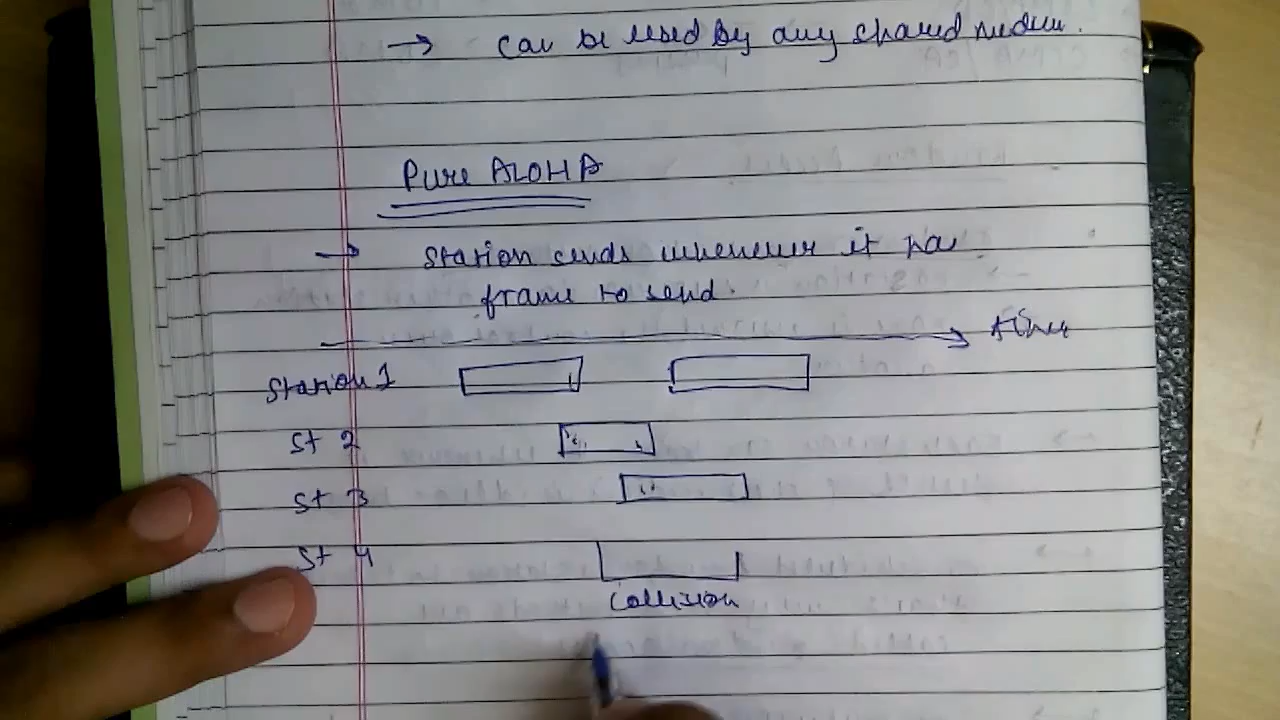 → can be used by any shared medium.
Pure ALOHA
→ Station sends whenever it has
frame to send.
time
Station 1
St 2
St 3
St 4
Collision